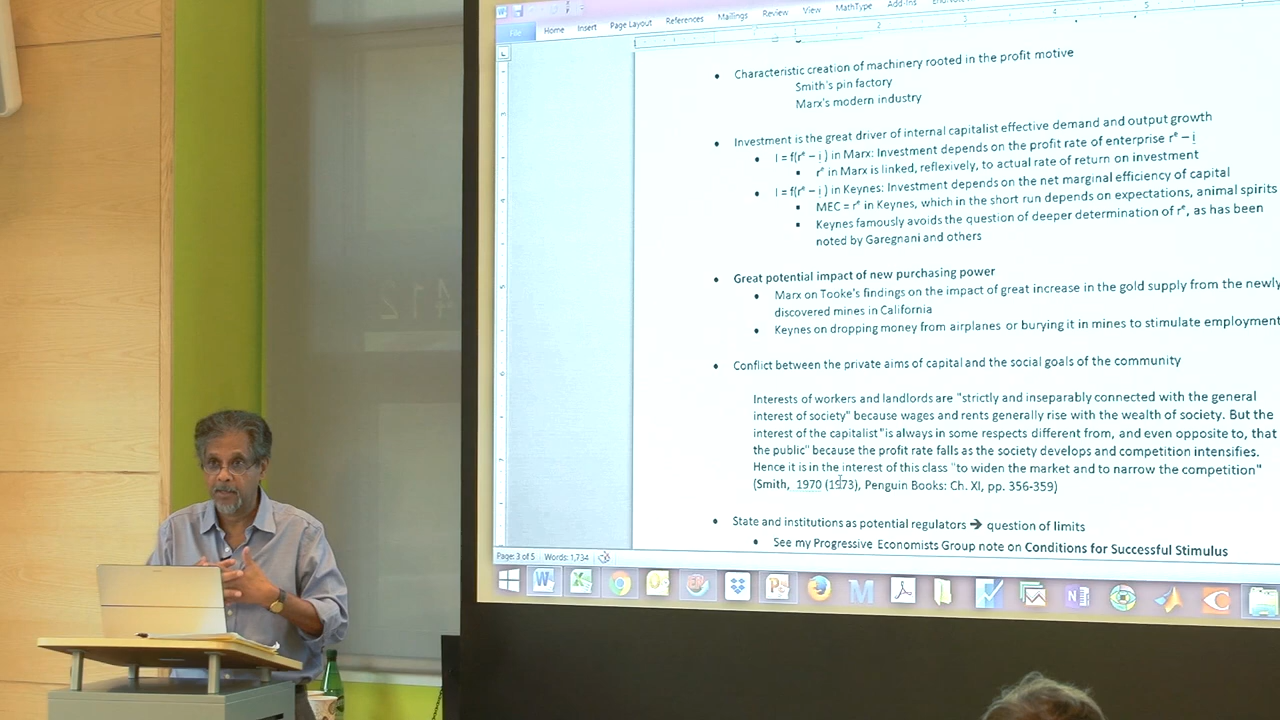 File Home Insert Page Layout References Mailings Review View MathType Add-Ins
Characteristic creation of machinery rooted in the profit motive
Smith's pin factory
Marx's modern industry
Investment is the great driver of internal capitalist effective demand and output growth
I = f(rᵉ – i ) in Marx: Investment depends on the profit rate of enterprise rᵉ – i
rᵉ in Marx is linked, reflexively, to actual rate of return on investment
I = f(rᵉ – i ) in Keynes: Investment depends on the net marginal efficiency of capital
MEC = rᵉ in Keynes, which in the short run depends on expectations, animal spirits
Keynes famously avoids the question of deeper determination of rᵉ, as has been
noted by Garegnani and others
Great potential impact of new purchasing power
Marx on Tooke's findings on the impact of great increase in the gold supply from the newly
discovered mines in California
Keynes on dropping money from airplanes or burying it in mines to stimulate employment
Conflict between the private aims of capital and the social goals of the community
Interests of workers and landlords are "strictly and inseparably connected with the general
interest of society" because wages and rents generally rise with the wealth of society. But the
interest of the capitalist "is always in some respects different from, and even opposite to, that
the public" because the profit rate falls as the society develops and competition intensifies.
Hence it is in the interest of this class "to widen the market and to narrow the competition"
(Smith, 1970 (1973), Penguin Books: Ch. XI, pp. 356-359)
State and institutions as potential regulators ➔ question of limits
See my Progressive Economists Group note on Conditions for Successful Stimulus
Page: 3 of 5 Words: 1,734
412